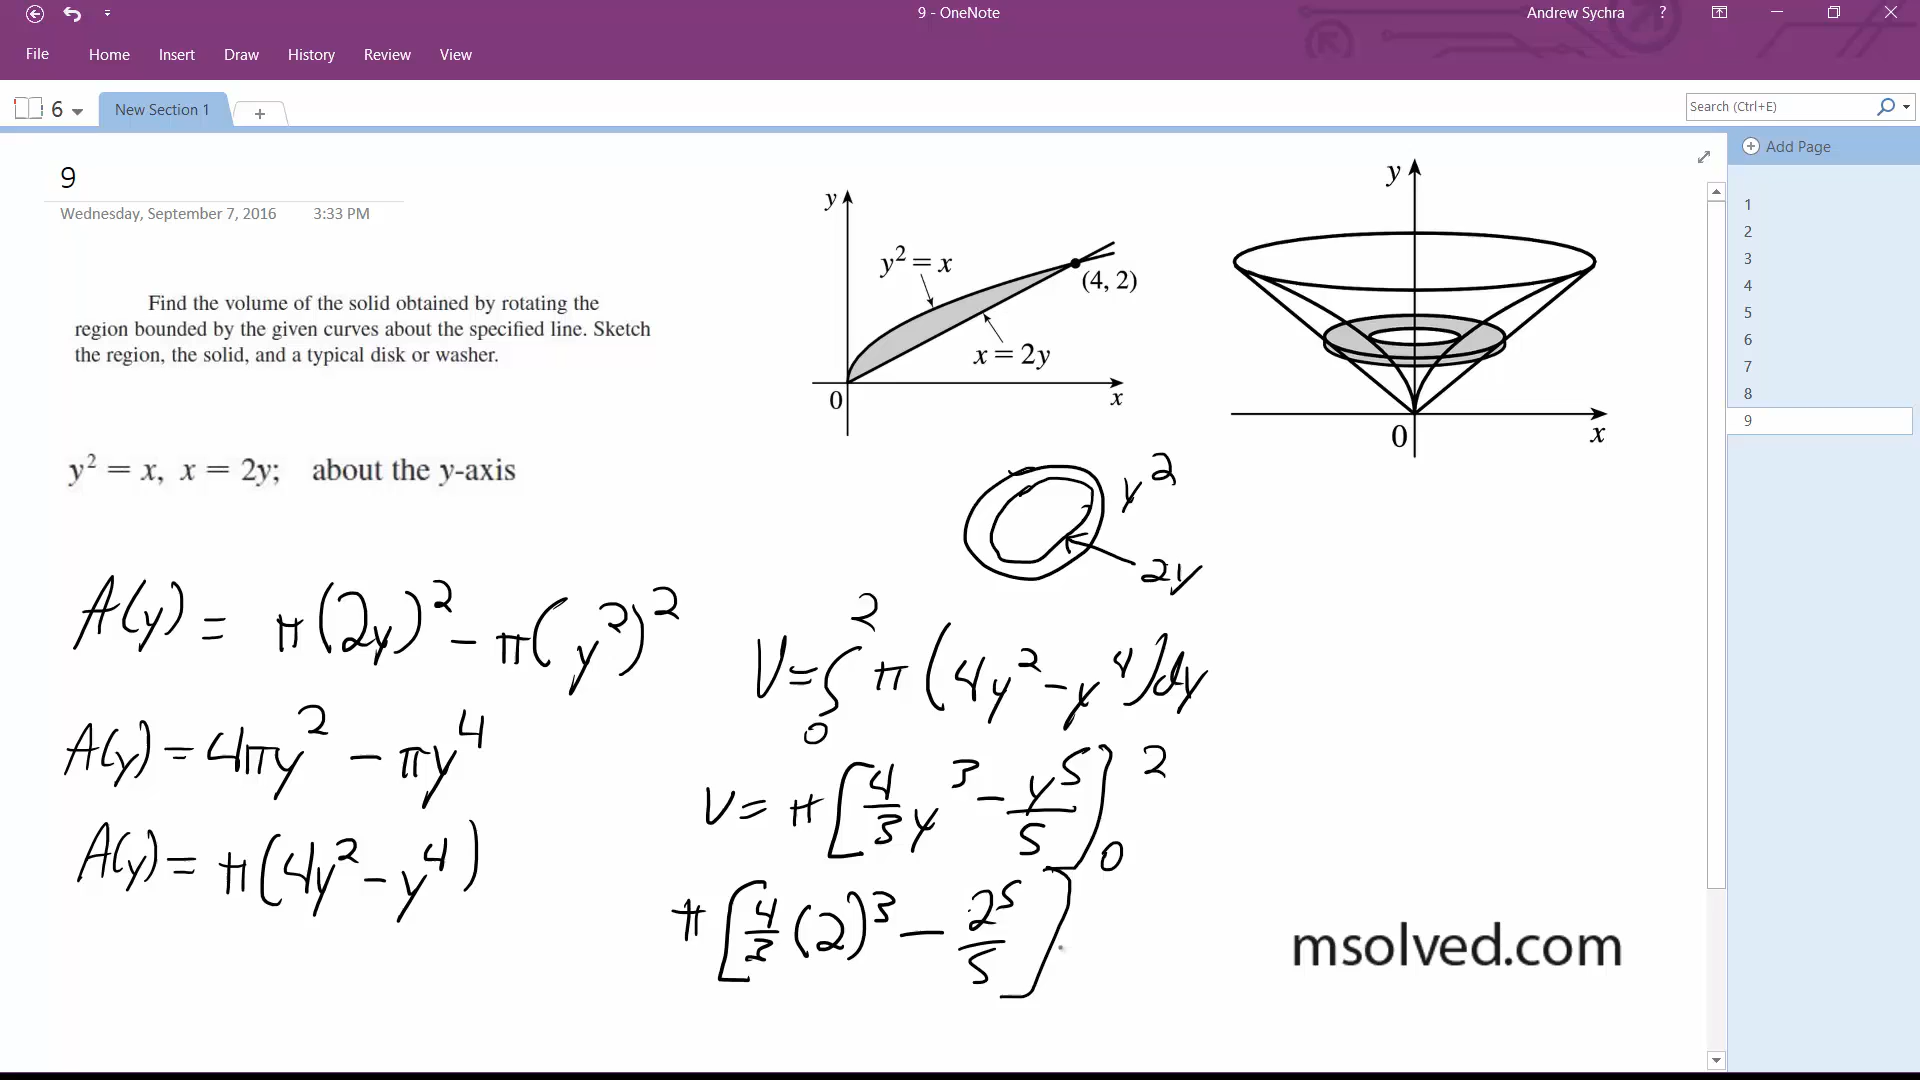 9 - OneNote
Andrew Sychra
?
File Home Insert Draw History Review View
6
New Section 1
+
Search (Ctrl+E)
Add Page
1
2
3
4
5
6
7
8
9
9
Wednesday, September 7, 2016 3:33 PM
Find the volume of the solid obtained by rotating the
region bounded by the given curves about the specified line. Sketch
the region, the solid, and a typical disk or washer.
y² = x, x = 2y; about the y-axis
y
y² = x
(4, 2)
x = 2y
0
x
y
0
x
y²
2y
A(y) = π(2y)² − π(y²)²
A(y) = 4πy² − πy⁴
A(y) = π(4y² − y⁴)
V = ∫₀² π(4y² − y⁴)dy
V = π[4/3 y³ − y⁵/5]₀²
π[4/3 (2)³ − 2⁵/5]
msolved.com